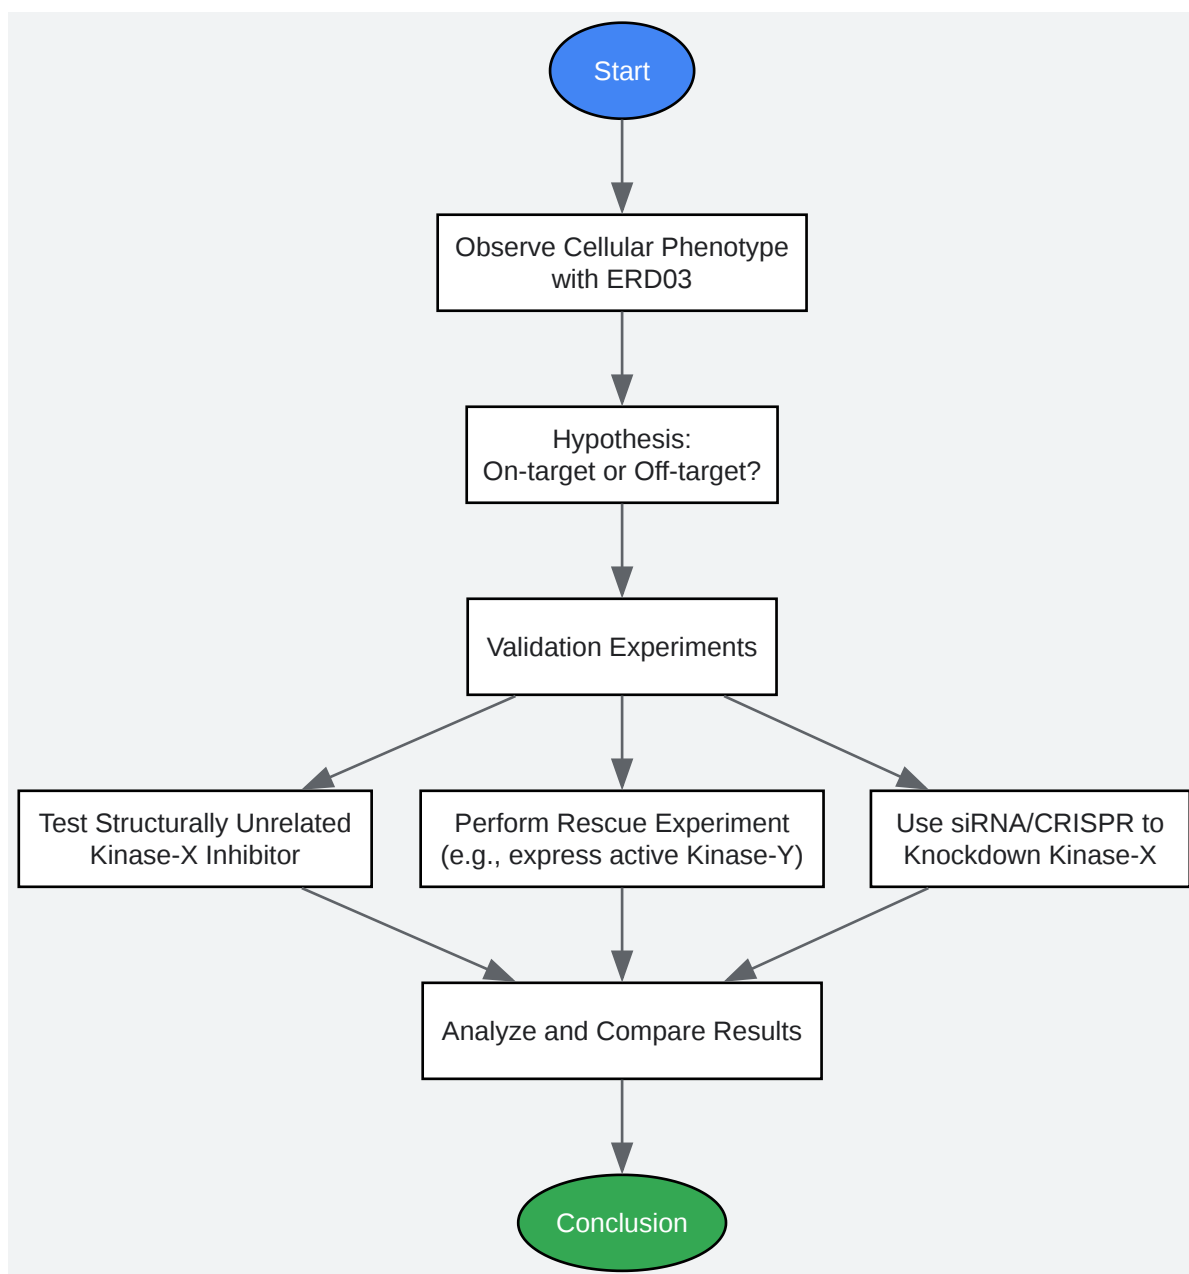 Start
Observe Cellular Phenotype
with ERD03
Hypothesis:
On-target or Off-target?
Validation Experiments
Test Structurally Unrelated
Kinase-X Inhibitor
Perform Rescue Experiment
(e.g., express active Kinase-Y)
Use siRNA/CRISPR to
Knockdown Kinase-X
Analyze and Compare Results
Conclusion